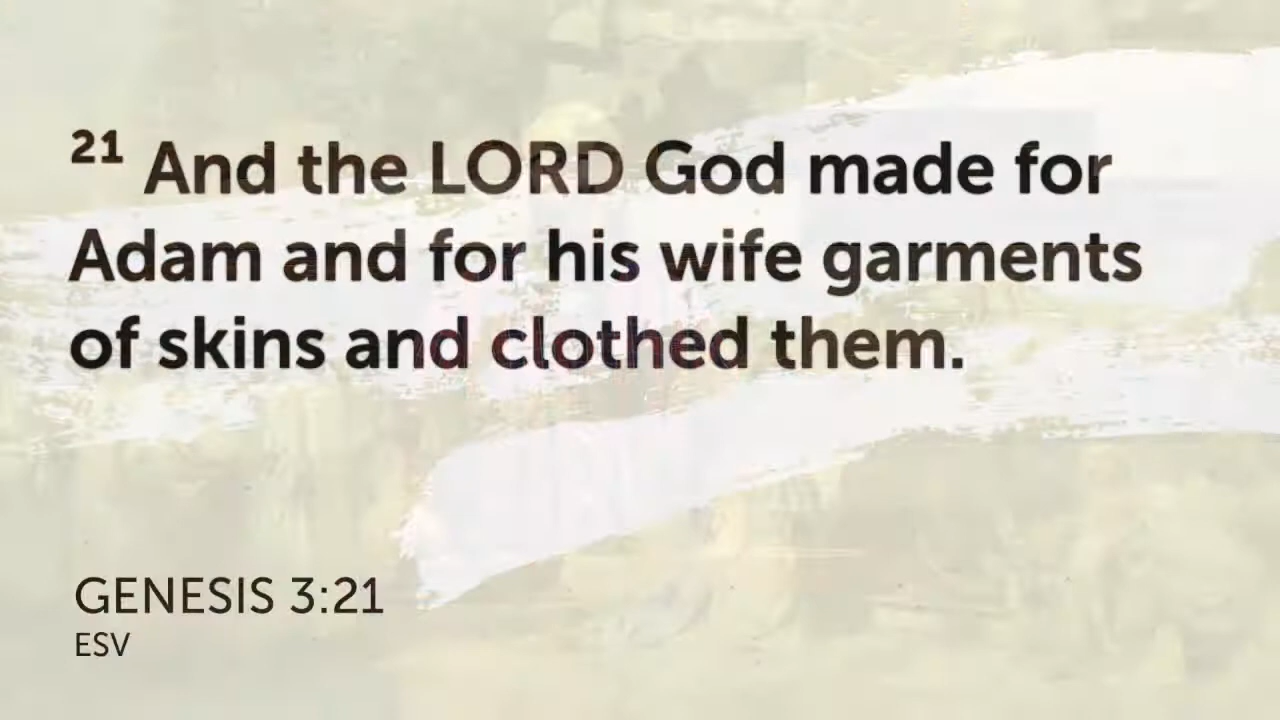 21 And the LORD God made for
Adam and for his wife garments
of skins and clothed them.
GENESIS 3:21
ESV